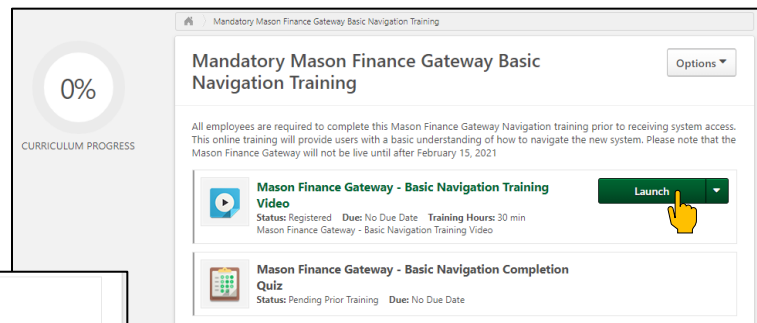 Mandatory Mason Finance Gateway Basic Navigation Training
0%
CURRICULUM PROGRESS
Mandatory Mason Finance Gateway Basic
Navigation Training
Options
All employees are required to complete this Mason Finance Gateway Navigation training prior to receiving system access.
This online training will provide users with a basic understanding of how to navigate the new system. Please note that the
Mason Finance Gateway will not be live until after February 15, 2021
Mason Finance Gateway - Basic Navigation Training
Video
Status: Registered Due: No Due Date Training Hours: 30 min
Mason Finance Gateway - Basic Navigation Training Video
Launch
Mason Finance Gateway - Basic Navigation Completion
Quiz
Status: Pending Prior Training Due: No Due Date